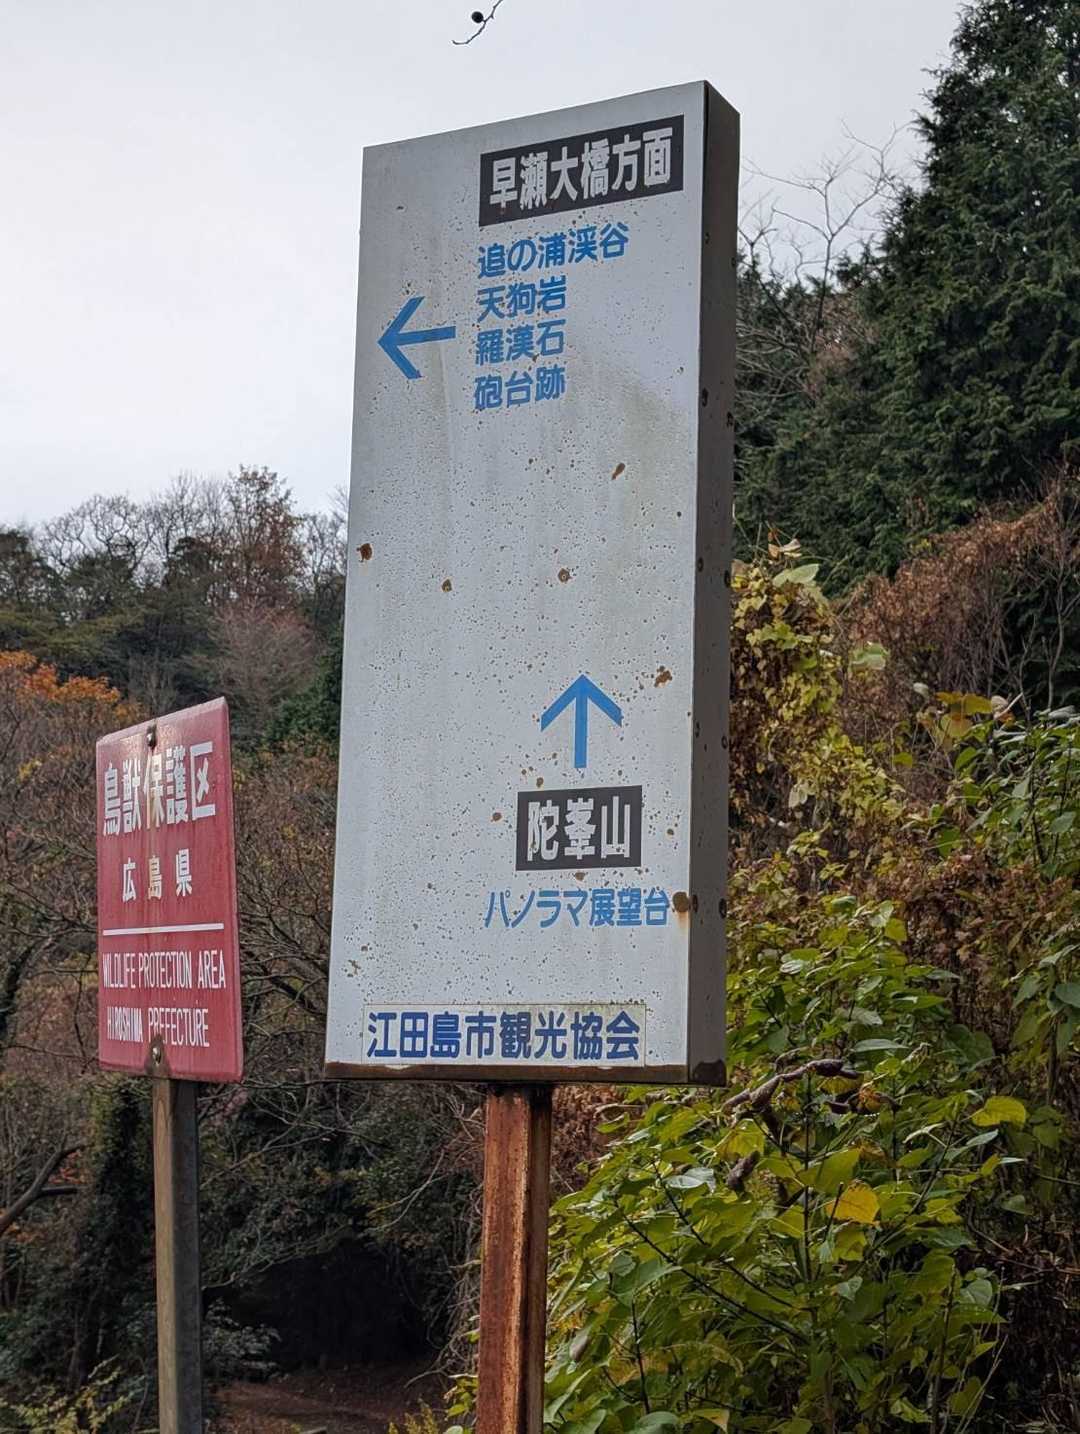 早瀬大橋方面
追の浦渓谷
天狗岩
羅漢石
砲台跡
陀峯山
パノラマ展望台
江田島市観光協会
鳥獣保護区
広島県
WILDLIFE PROTECTION AREA
HIROSHIMA PREFECTURE